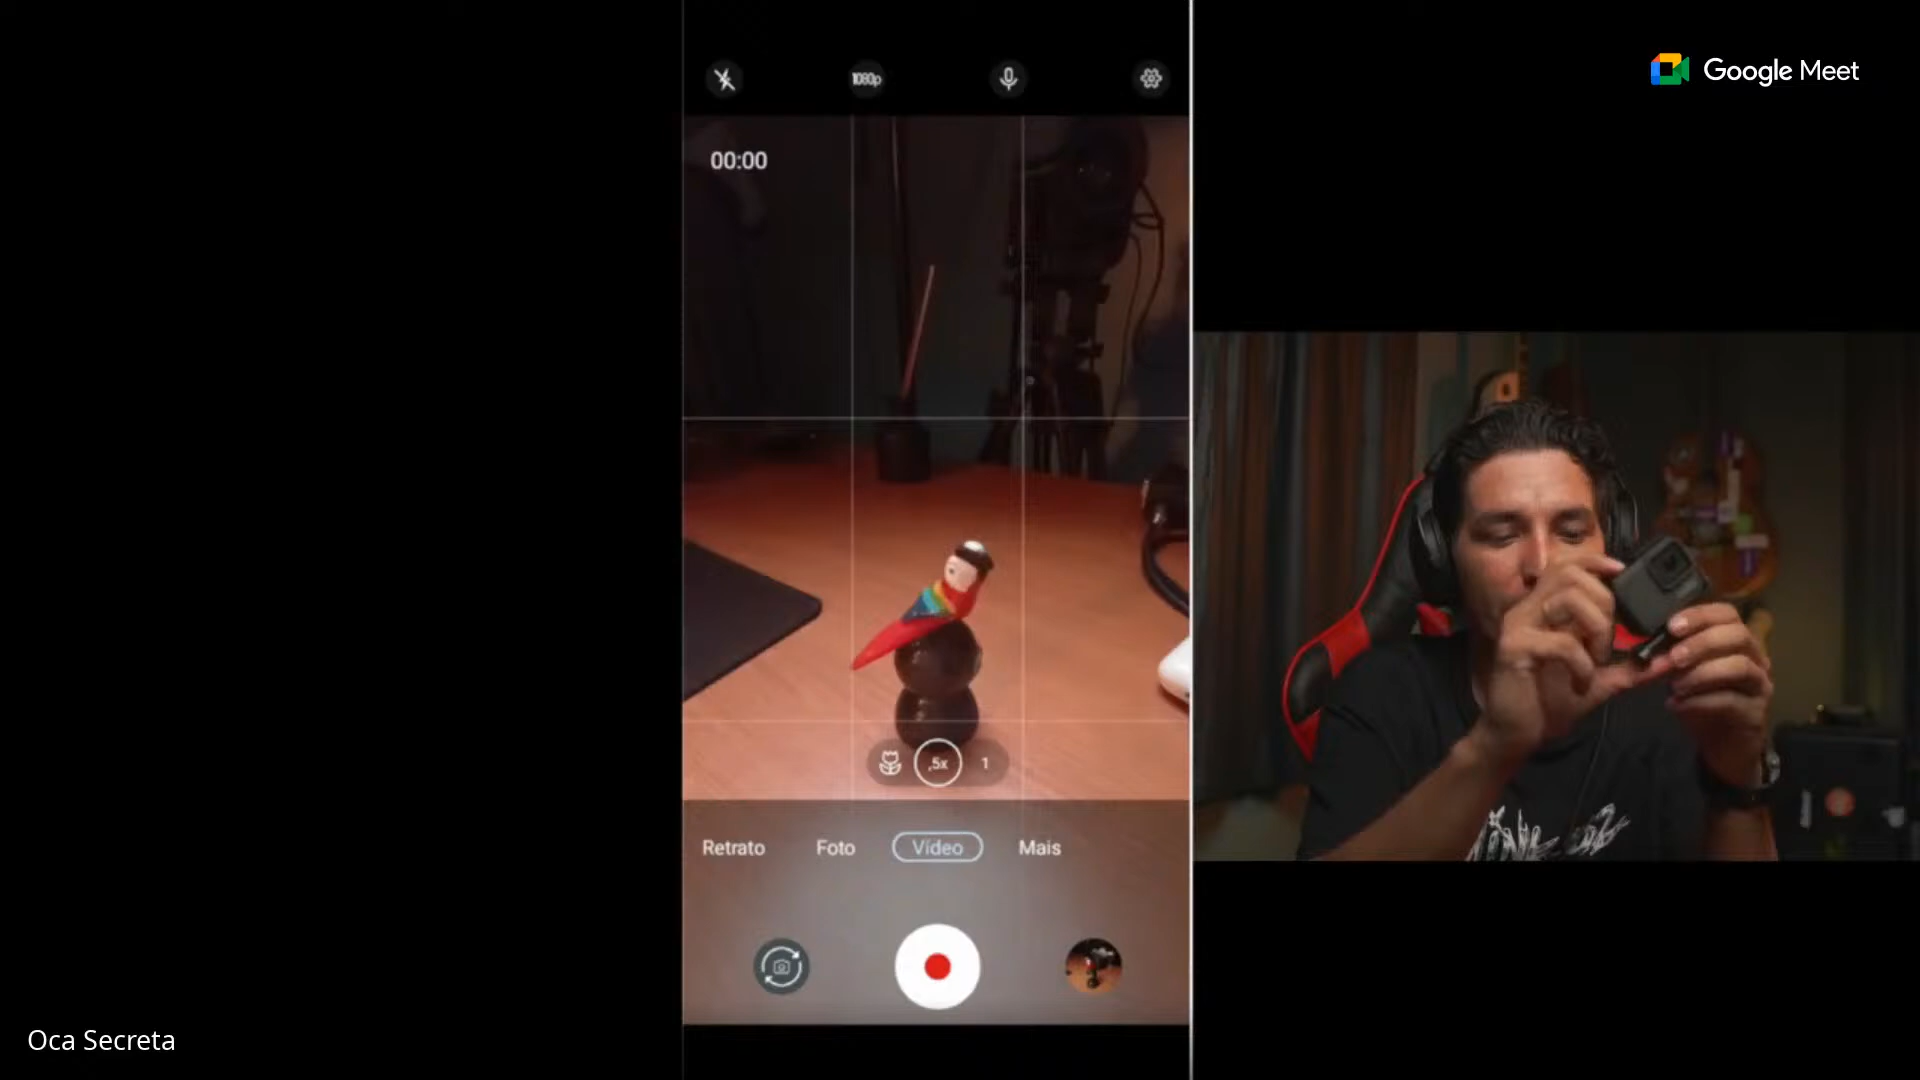 1080p
Google Meet
00:00
,5x
1
Retrato
Foto
Vídeo
Mais
Oca Secreta